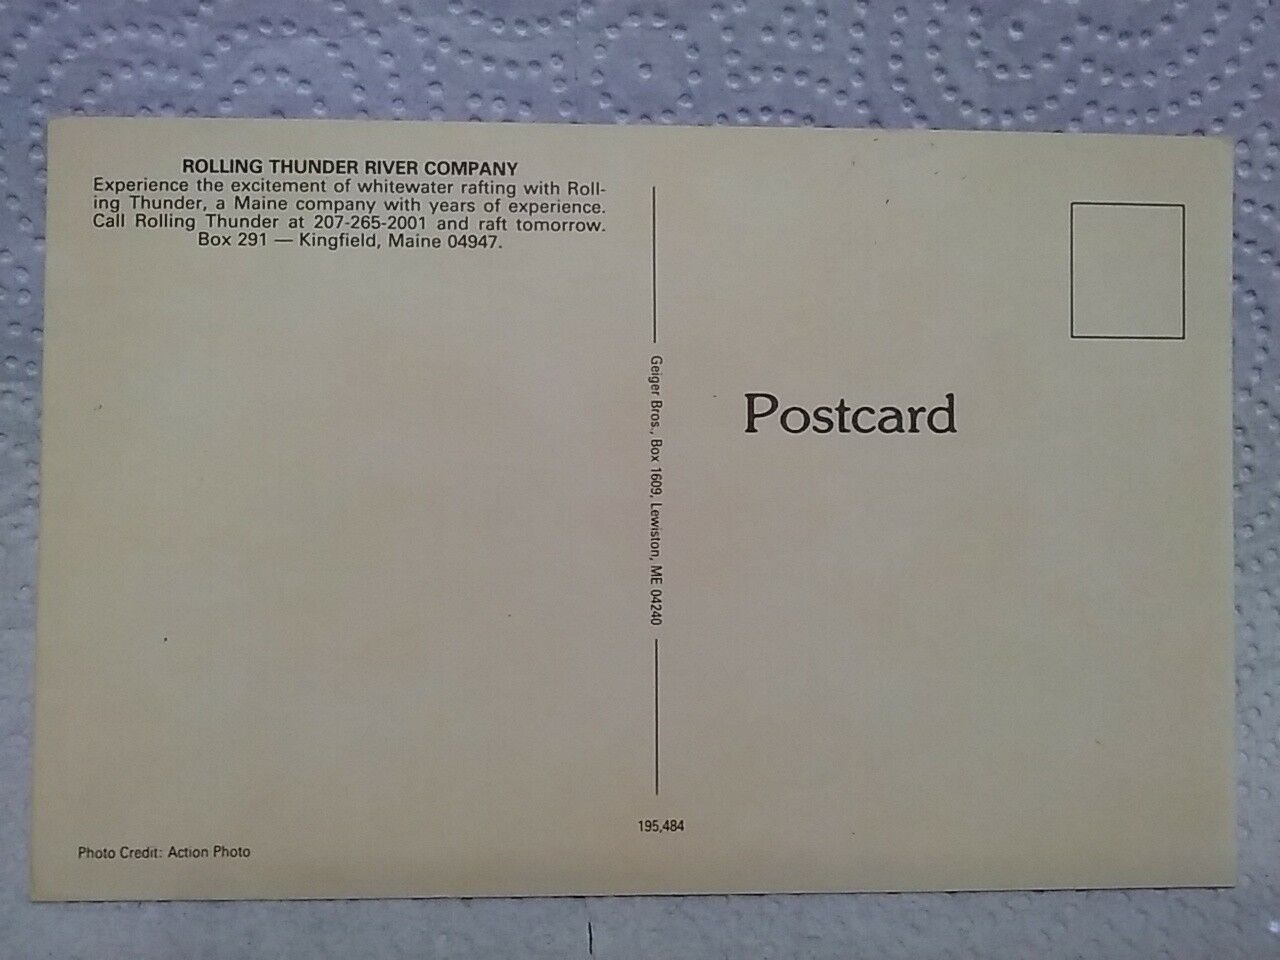 ROLLING THUNDER RIVER COMPANY
Experience the excitement of whitewater rafting with Roll-
ing Thunder, a Maine company with years of experience.
Call Rolling Thunder at 207-265-2001 and raft tomorrow.
Box 291 — Kingfield, Maine 04947.
Geiger Bros., Box 1609, Lewiston, ME 04240
Postcard
195,484
Photo Credit: Action Photo